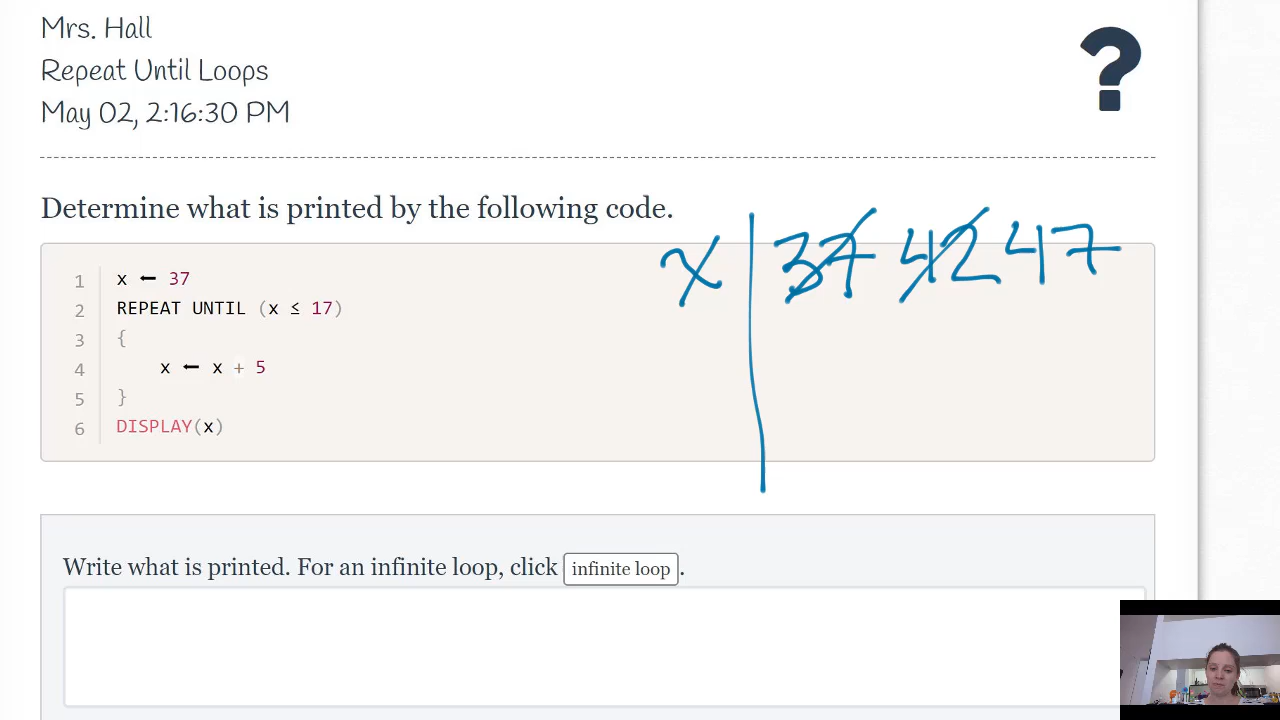 Mrs. Hall
Repeat Until Loops
May 02, 2:16:30 PM
?
Determine what is printed by the following code.
x | 37 42 47
1 x ← 37
2 REPEAT UNTIL (x ≤ 17)
3 {
4 x ← x + 5
5 }
6 DISPLAY(x)
Write what is printed. For an infinite loop, click infinite loop.